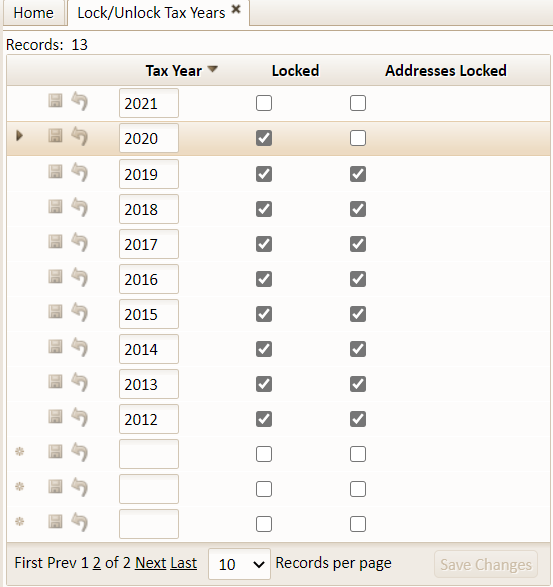 Home Lock/Unlock Tax Years
Records: 13
Tax Year Locked Addresses Locked
2021
2020
2019
2018
2017
2016
2015
2014
2013
2012
First Prev 1 2 of 2 Next Last 10 Records per page Save Changes